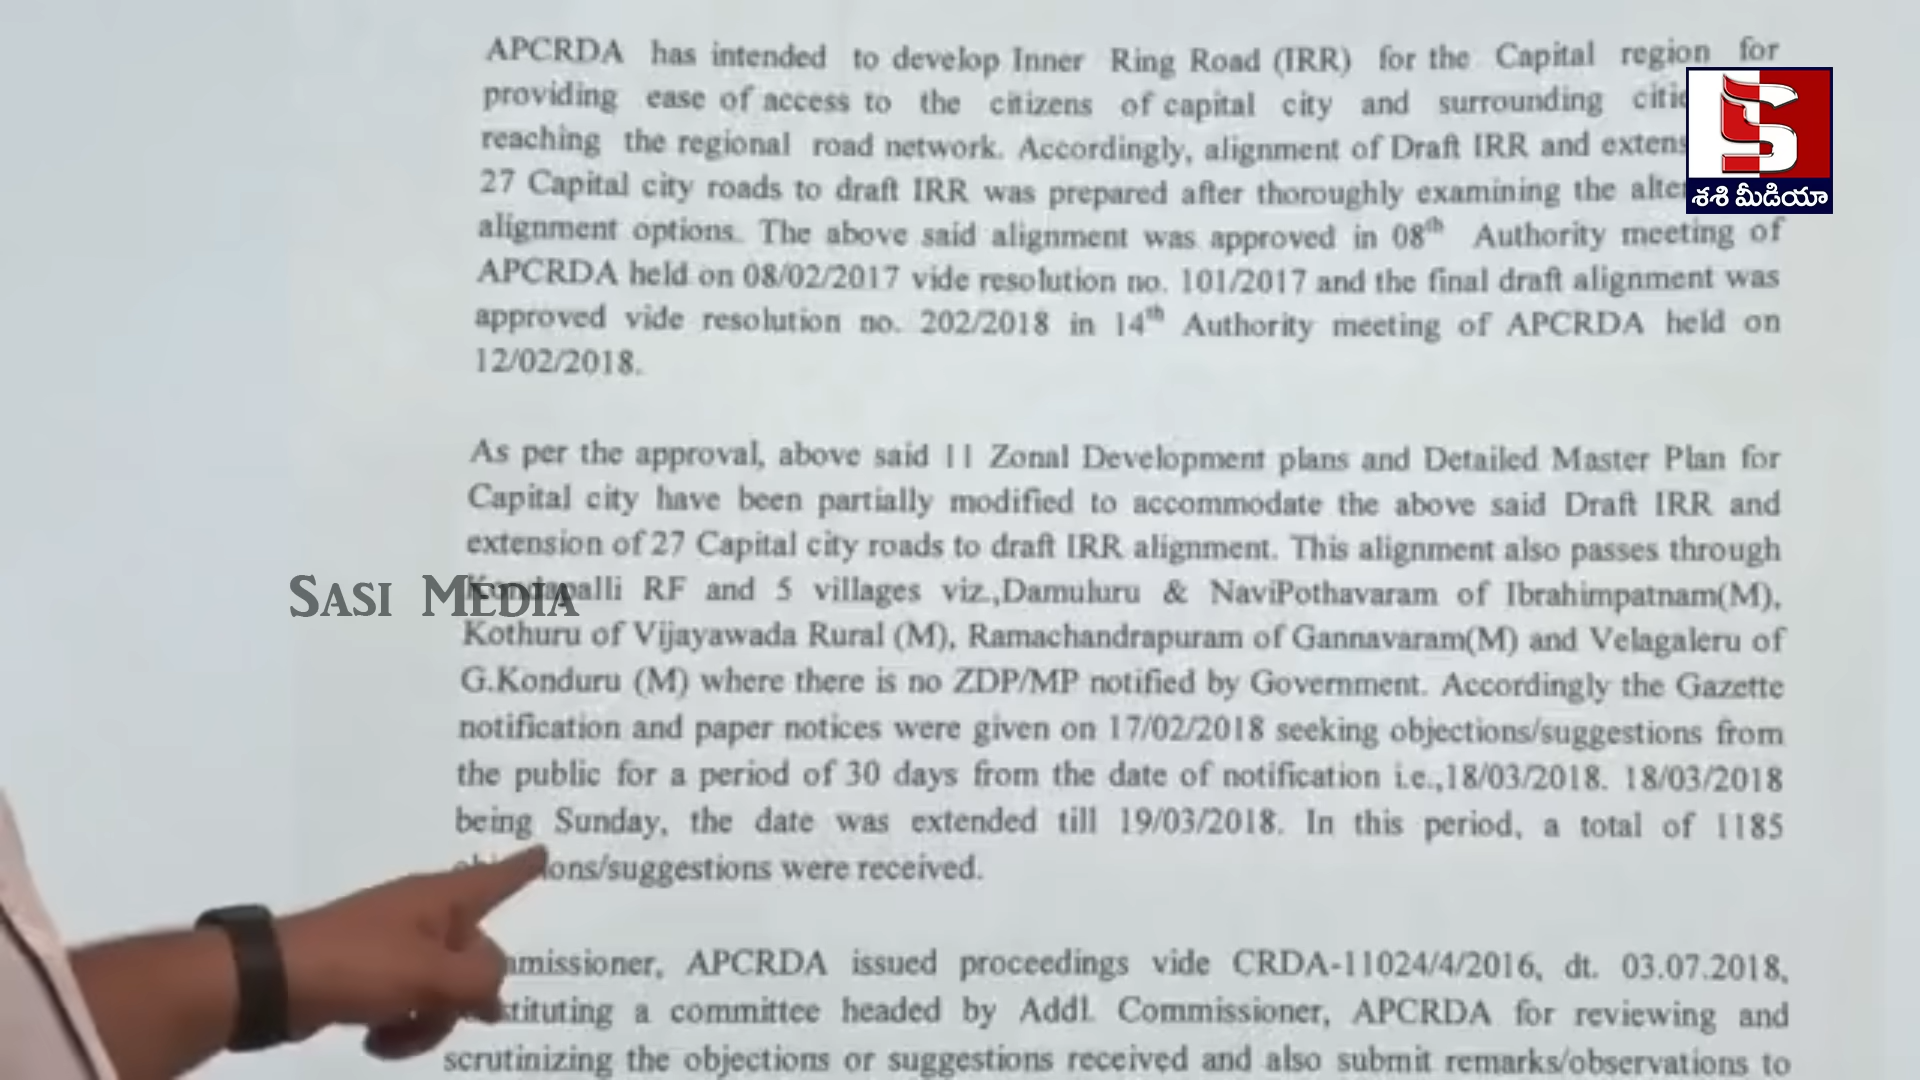 APCRDA has intended to develop Inner Ring Road (IRR) for the Capital region for
providing ease of access to the citizens of capital city and surrounding
reaching the regional road network. Accordingly, alignment of Draft IRR and
27 Capital city roads to draft IRR was prepared after thoroughly examining the
alignment options. The above said alignment was approved in 08th Authority meeting of
APCRDA held on 08/02/2017 vide resolution no. 101/2017 and the final draft alignment was
approved vide resolution no. 202/2018 in 14th Authority meeting of APCRDA held on
12/02/2018.
As per the approval, above said 11 Zonal Development plans and Detailed Master Plan for
Capital city have been partially modified to accommodate the above said Draft IRR and
extension of 27 Capital city roads to draft IRR alignment. This alignment also passes through
Kondapalli RF and 5 villages viz.,Damuluru & NaviPothavaram of Ibrahimpatnam(M),
Kothuru of Vijayawada Rural (M), Ramachandrapuram of Gannavaram(M) and Velagaleru of
G.Konduru (M) where there is no ZDP/MP notified by Government. Accordingly the Gazette
notification and paper notices were given on 17/02/2018 seeking objections/suggestions from
the public for a period of 30 days from the date of notification i.e.,18/03/2018. 18/03/2018
being Sunday, the date was extended till 19/03/2018. In this period, a total of 1185
ons/suggestions were received.
missioner, APCRDA issued proceedings vide CRDA-11024/4/2016, dt. 03.07.2018,
tituting a committee headed by Addl. Commissioner, APCRDA for reviewing and
scrutinizing the objections or suggestions received and also submit remarks/observations to
SASI MEDIA
S
శశి మీడియా